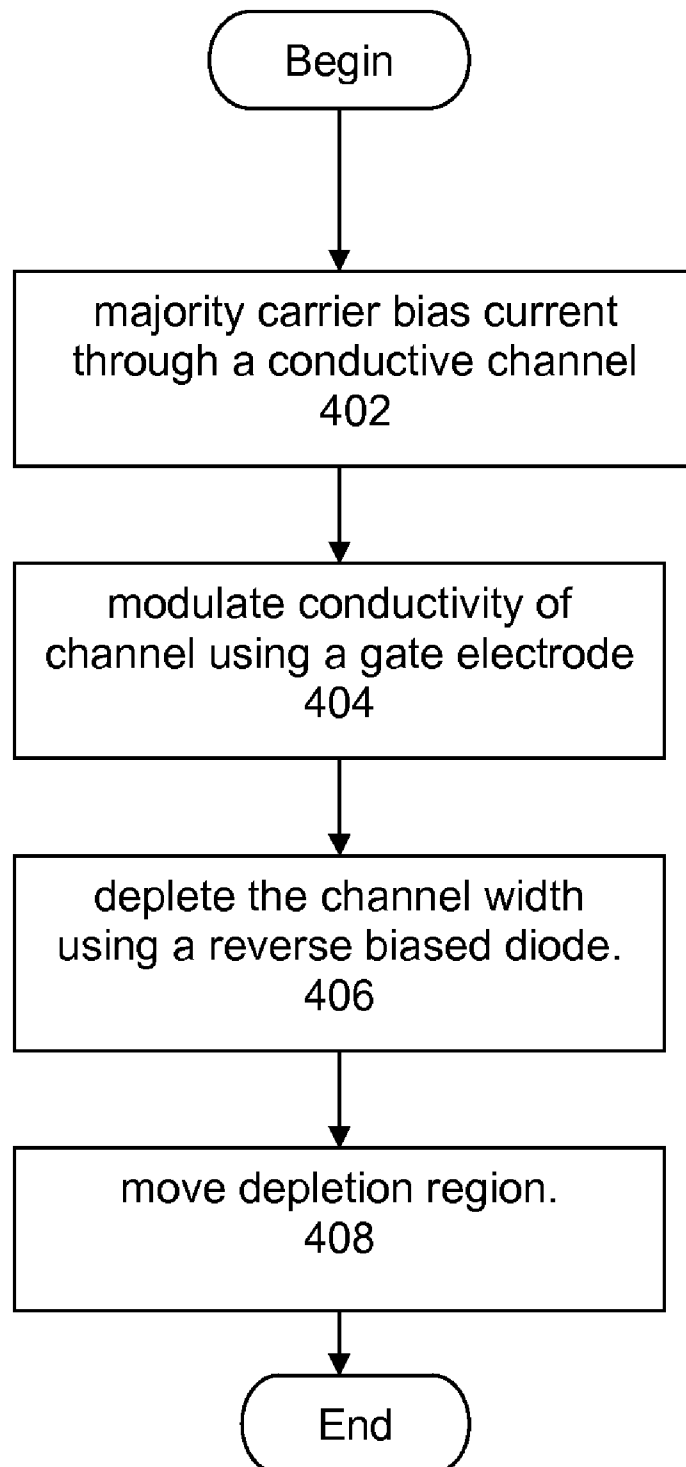 Begin
majority carrier bias current
through a conductive channel
402
modulate conductivity of
channel using a gate electrode
404
deplete the channel width
using a reverse biased diode.
406
move depletion region.
408
End